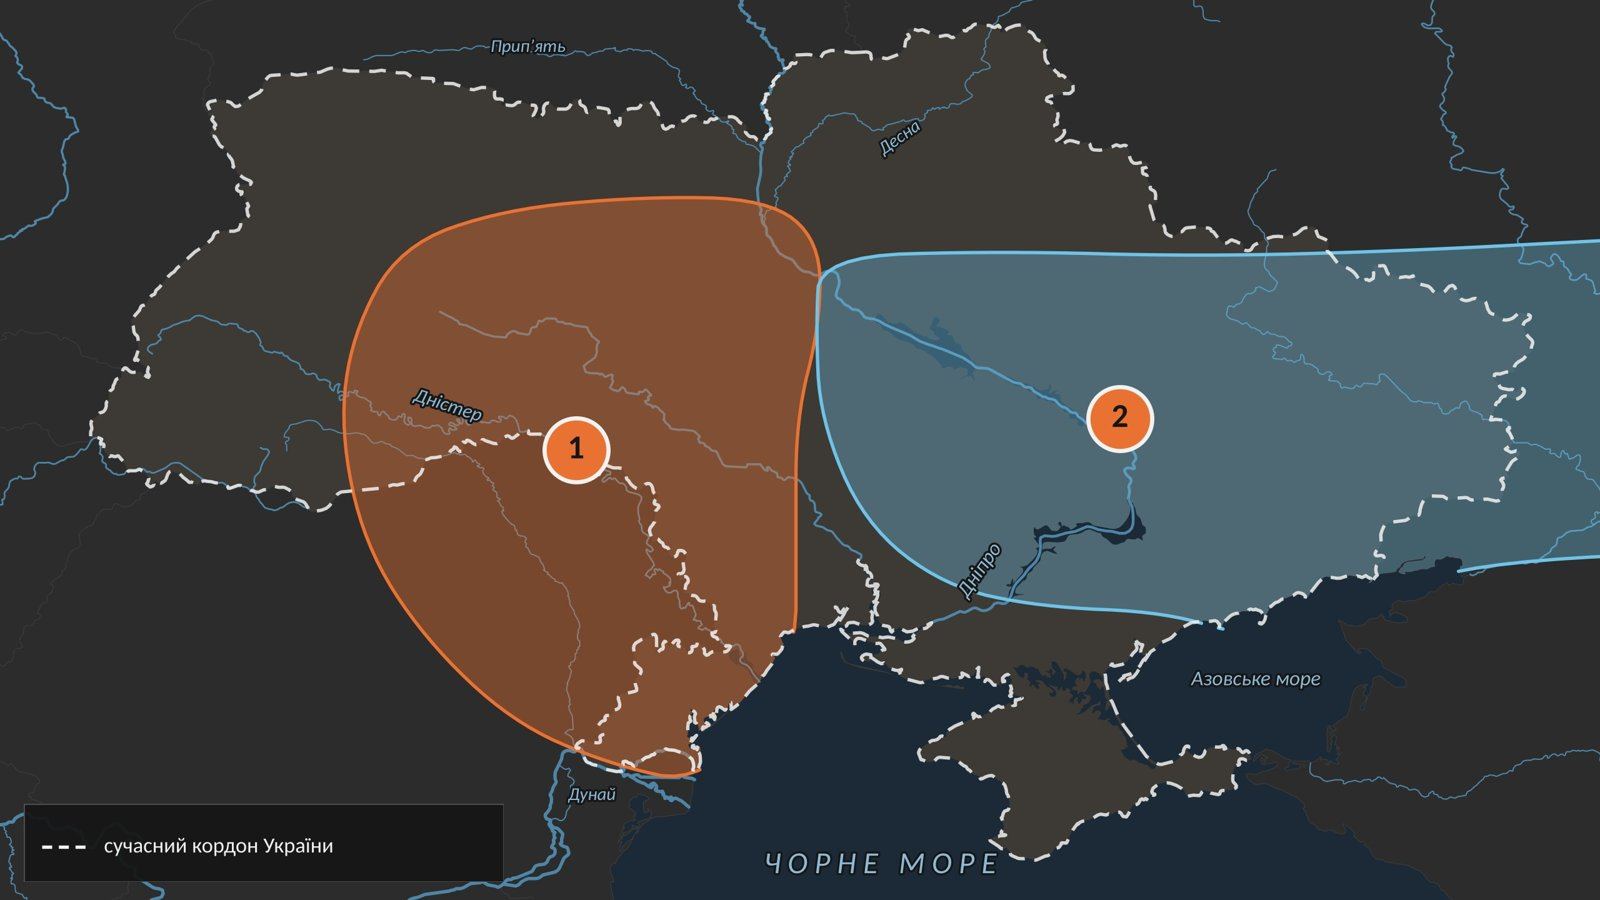 Прип'ять
Десна
Дністер
1
2
Дніпро
Азовське море
Дунай
сучасний кордон України
ЧОРНЕ МОРЕ